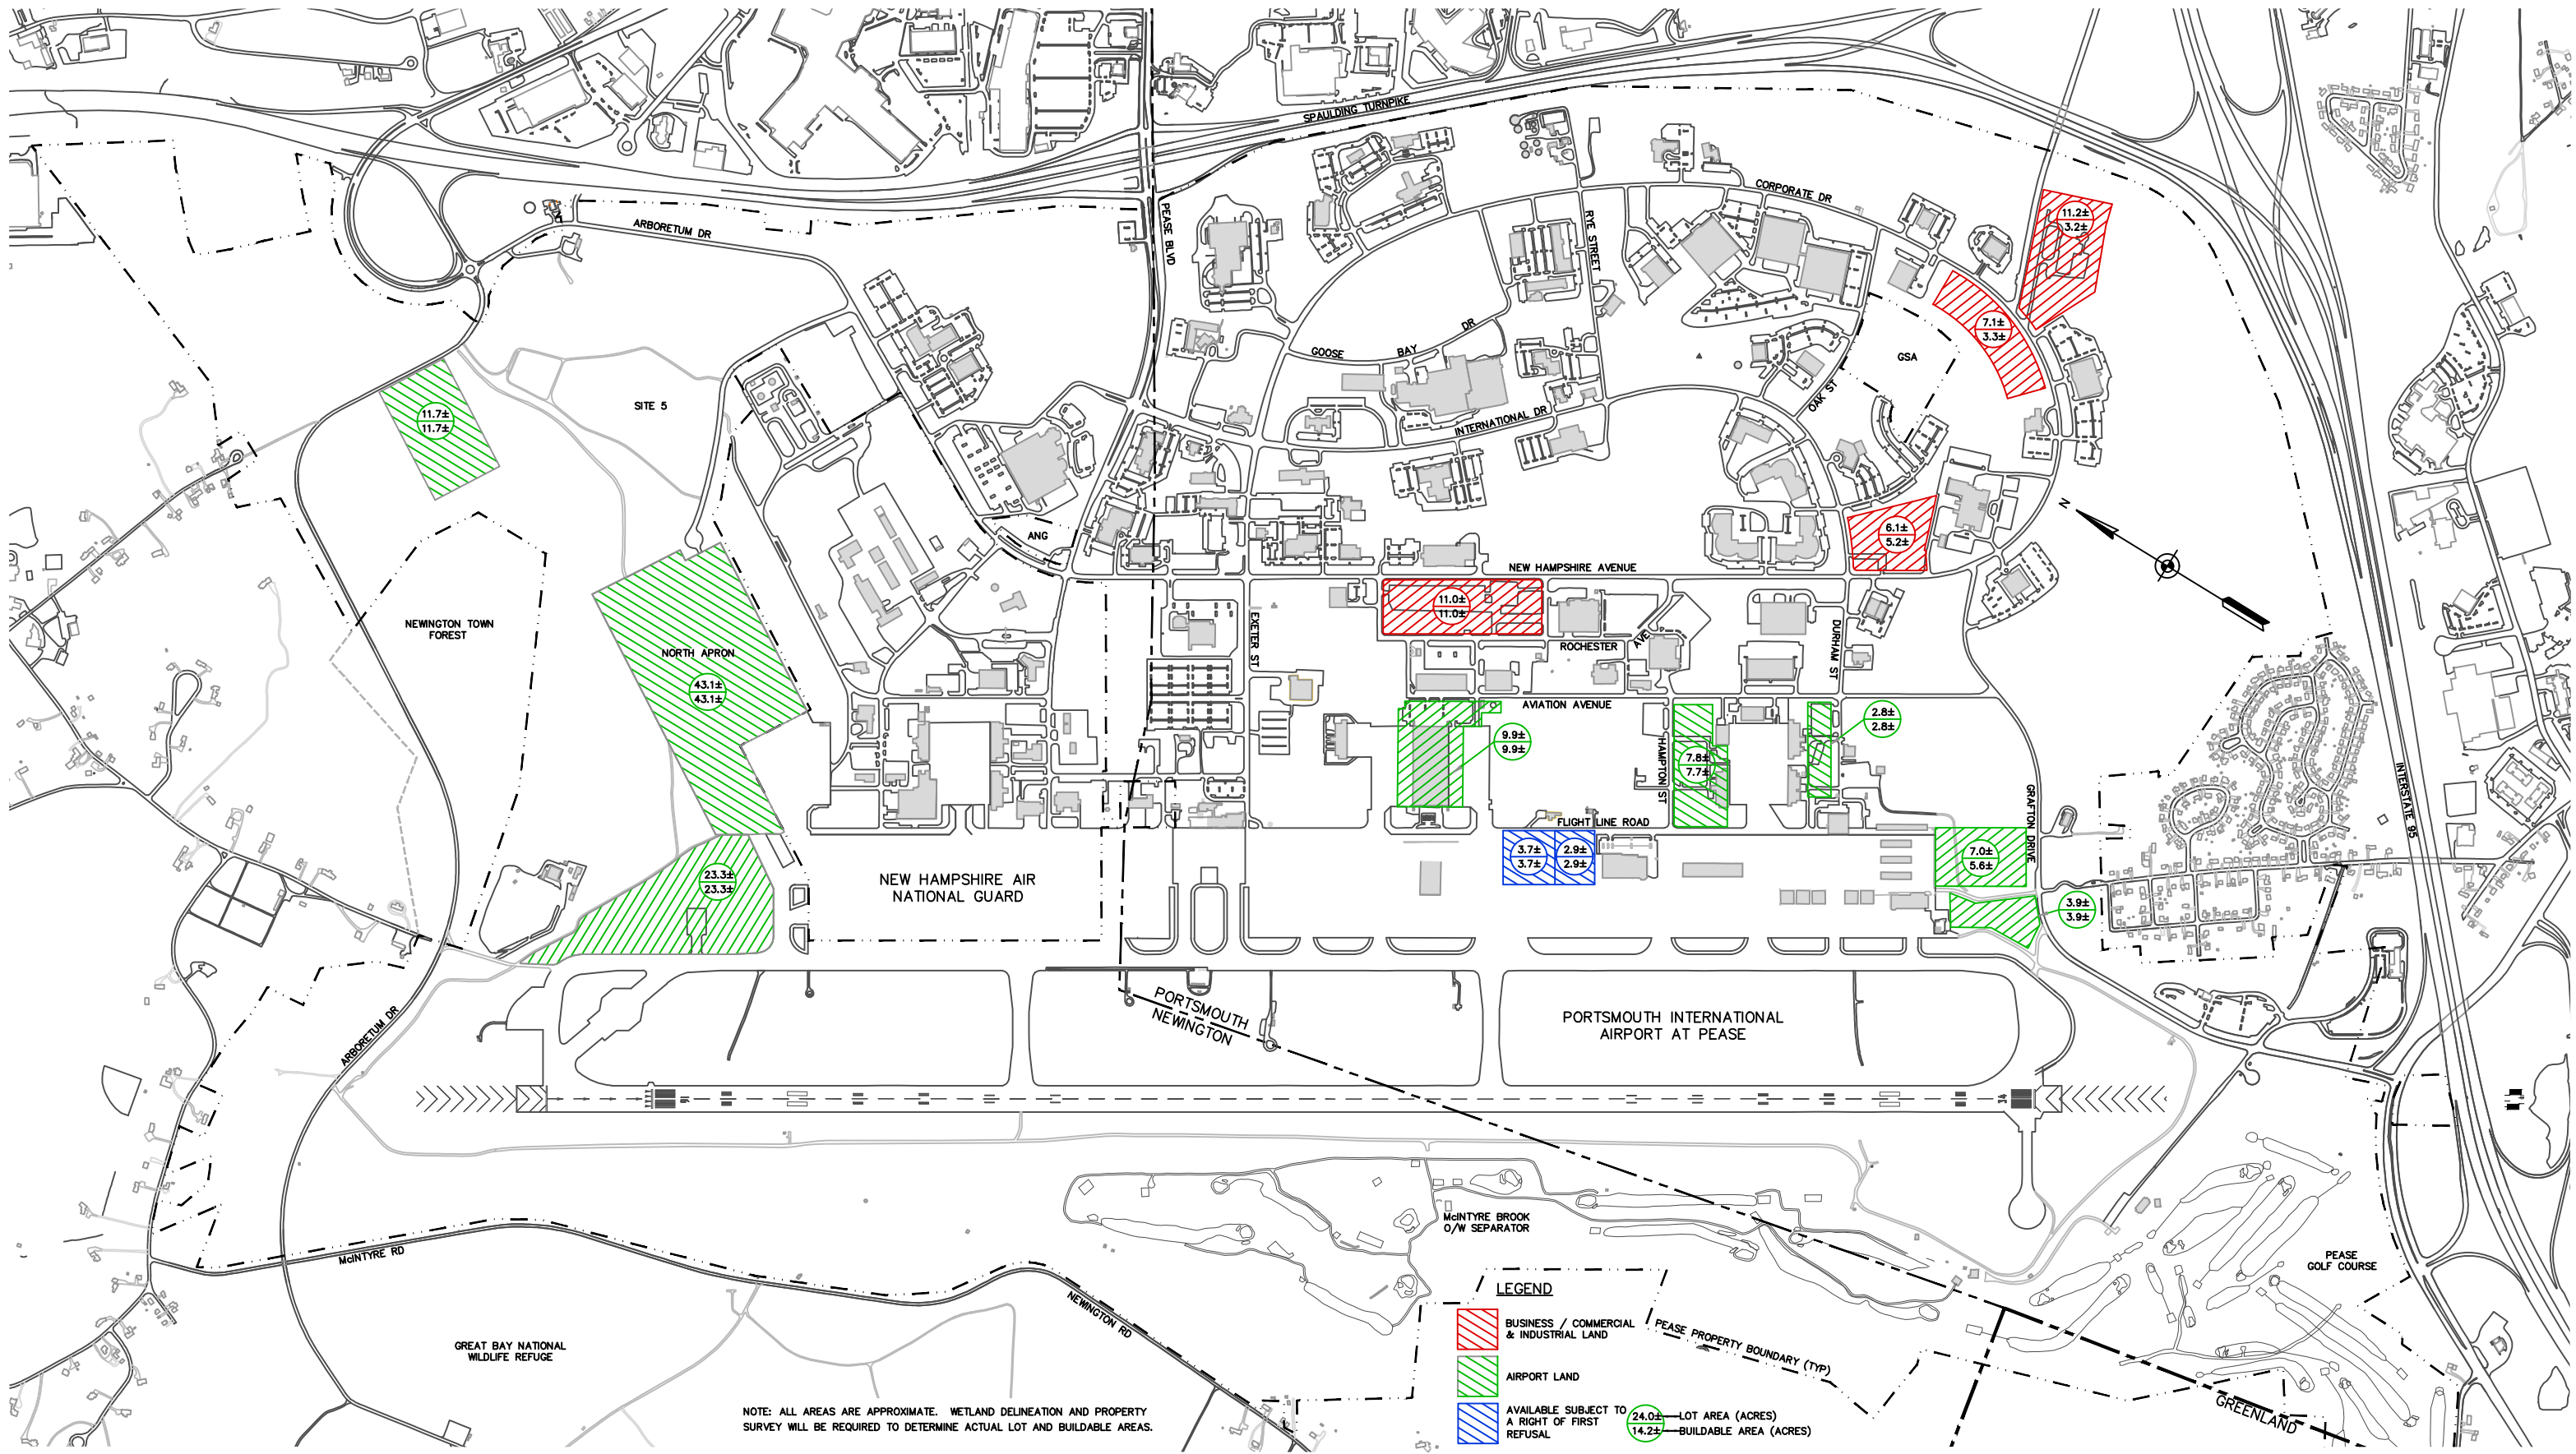 SPAULDING TURNPIKE
PEASE BLVD
ARBORETUM DR
CORPORATE DR
RYE STREET
11.2±
3.2±
7.1±
3.3±
GOOSE BAY DR
GSA
OAK ST
INTERNATIONAL DR
SITE 5
11.7±
11.7±
6.1±
5.2±
N
ANG
NEW HAMPSHIRE AVENUE
11.0±
11.0±
NEWINGTON TOWN
FOREST
EXETER ST
ROCHESTER AVE
DURHAM ST
NORTH APRON
43.1±
43.1±
AVIATION AVENUE
9.9±
9.9±
HAMPTON ST
7.8±
7.7±
2.8±
2.8±
INTERSTATE 95
GRAFTON DRIVE
FLIGHT LINE ROAD
3.7±
3.7±
2.9±
2.9±
7.0±
5.6±
23.3±
23.3±
NEW HAMPSHIRE AIR
NATIONAL GUARD
3.9±
3.9±
PORTSMOUTH
NEWINGTON
PORTSMOUTH INTERNATIONAL
AIRPORT AT PEASE
ARBORETUM DR
34
McINTYRE BROOK
O/W SEPARATOR
McINTYRE RD
PEASE
GOLF COURSE
NEWINGTON RD
GREAT BAY NATIONAL
WILDLIFE REFUGE
PEASE PROPERTY BOUNDARY (TYP)
GREENLAND
LEGEND
BUSINESS / COMMERCIAL
& INDUSTRIAL LAND
AIRPORT LAND
AVAILABLE SUBJECT TO
A RIGHT OF FIRST
REFUSAL
24.0± LOT AREA (ACRES)
14.2± BUILDABLE AREA (ACRES)
NOTE: ALL AREAS ARE APPROXIMATE. WETLAND DELINEATION AND PROPERTY
SURVEY WILL BE REQUIRED TO DETERMINE ACTUAL LOT AND BUILDABLE AREAS.